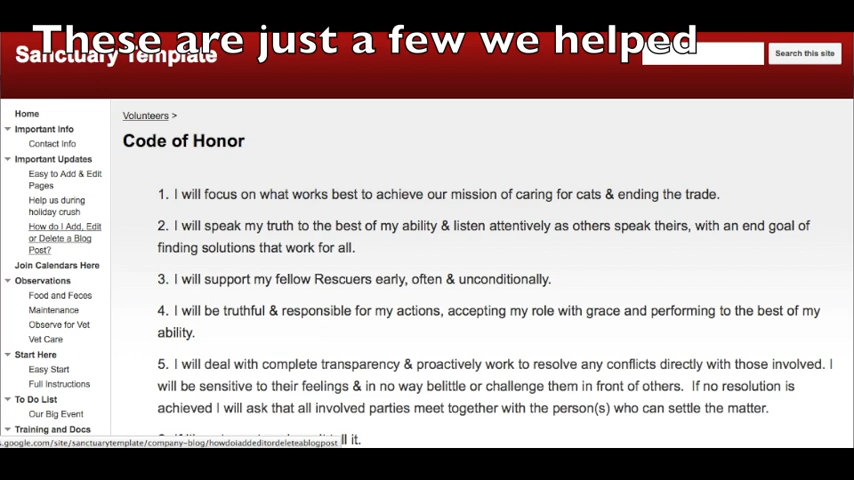 These are just a few we helped
Sanctuary Template
Search this site
Home
Important Info
Contact Info
Important Updates
Easy to Add & Edit
Pages
Help us during
holiday crush
How do I Add, Edit
or Delete a Blog
Post?
Join Calendars Here
Observations
Food and Feces
Maintenance
Observe for Vet
Vet Care
Start Here
Easy Start
Full Instructions
To Do List
Our Big Event
Training and Docs
s.google.com/site/sanctuarytemplate/company-blog/howdoiaddeditordeleteablogpost
Volunteers >
Code of Honor
1. I will focus on what works best to achieve our mission of caring for cats & ending the trade.
2. I will speak my truth to the best of my ability & listen attentively as others speak theirs, with an end goal of
finding solutions that work for all.
3. I will support my fellow Rescuers early, often & unconditionally.
4. I will be truthful & responsible for my actions, accepting my role with grace and performing to the best of my
ability.
5. I will deal with complete transparency & proactively work to resolve any conflicts directly with those involved. I
will be sensitive to their feelings & in no way belittle or challenge them in front of others. If no resolution is
achieved I will ask that all involved parties meet together with the person(s) who can settle the matter.
it.